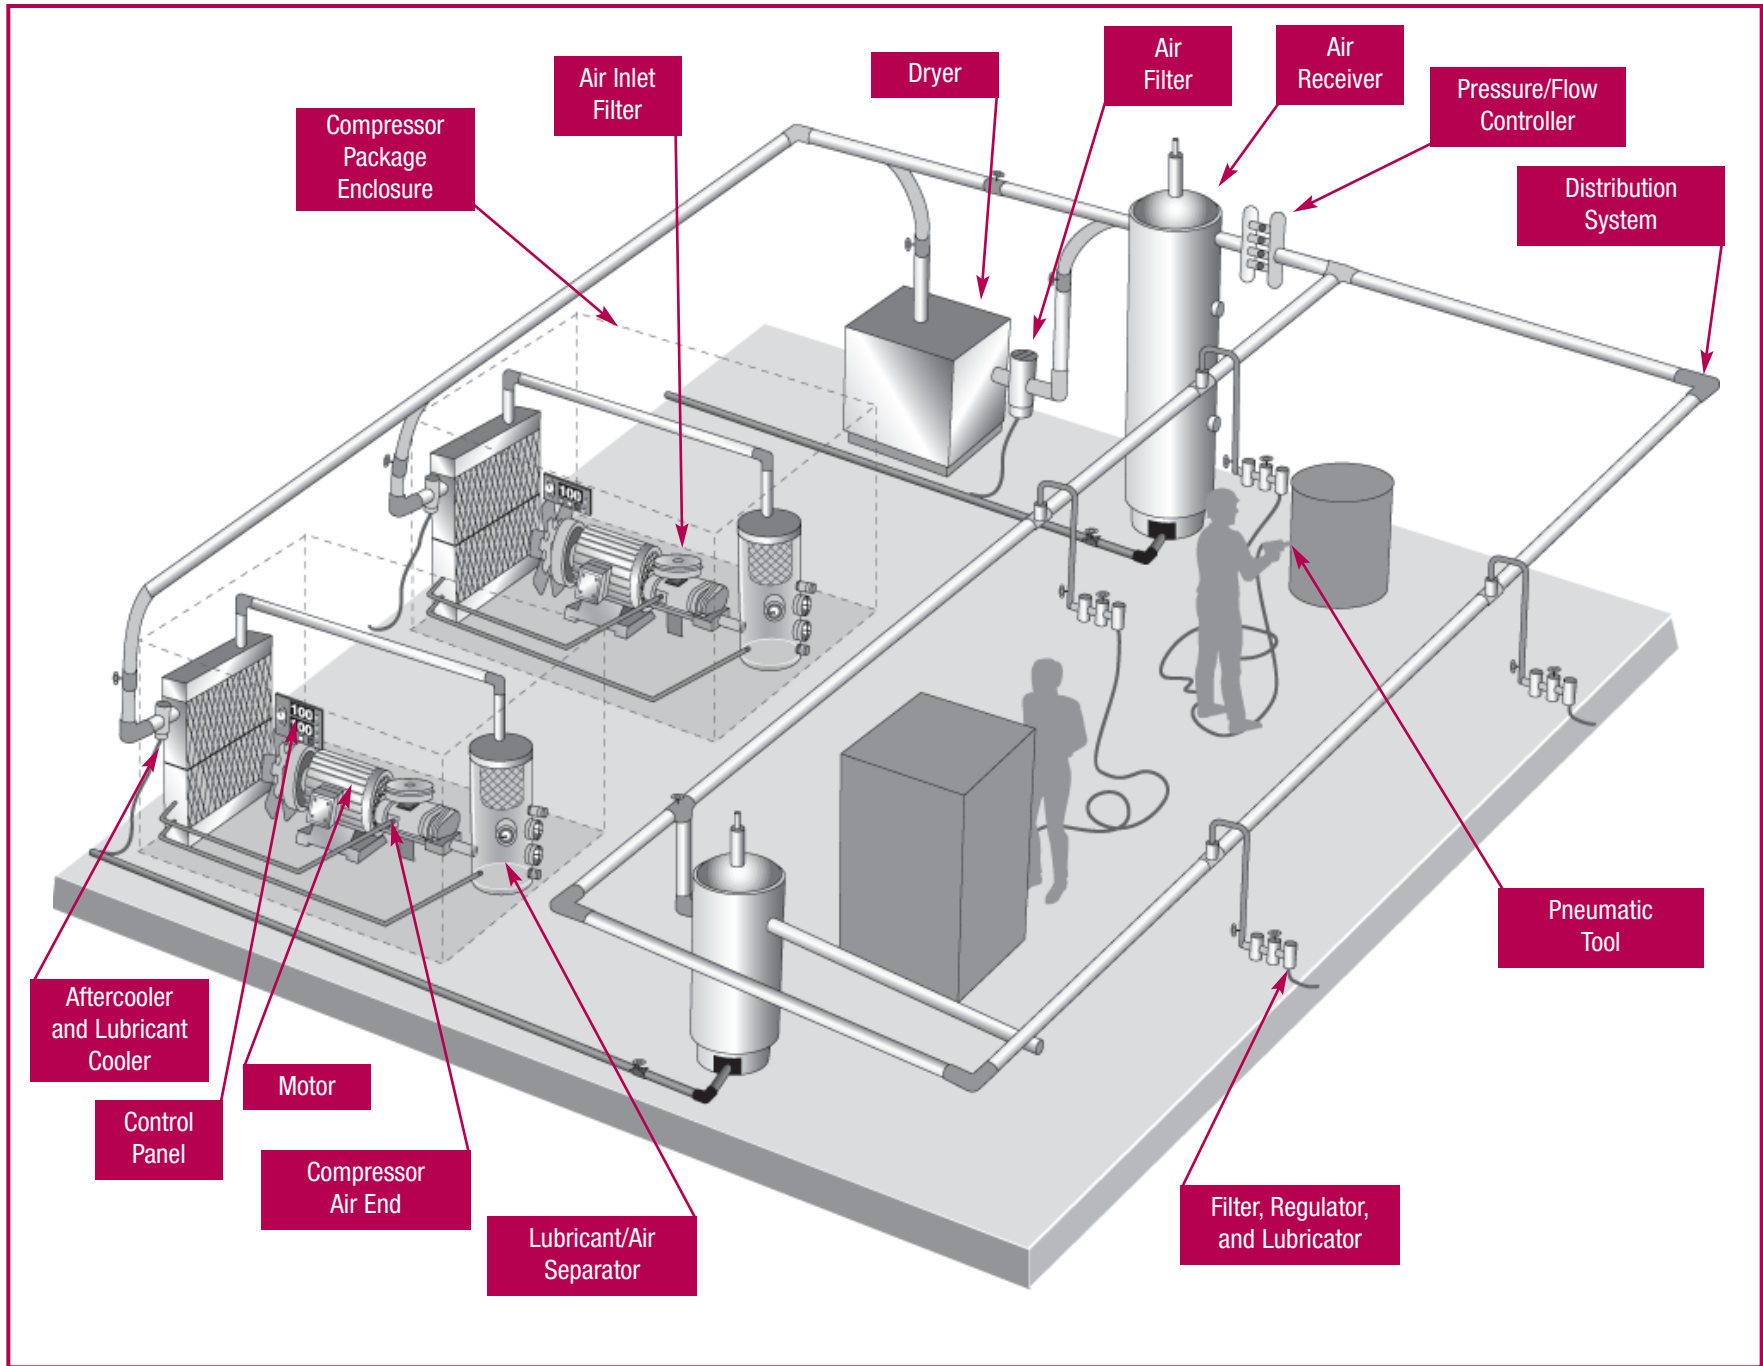 Air
Filter
Air
Receiver
Air Inlet
Filter
Dryer
Pressure/Flow
Controller
Compressor
Package
Enclosure
Distribution
System
100
100
100
Pneumatic
Tool
Aftercooler
and Lubricant
Cooler
Motor
Control
Panel
Compressor
Air End
Filter, Regulator,
and Lubricator
Lubricant/Air
Separator